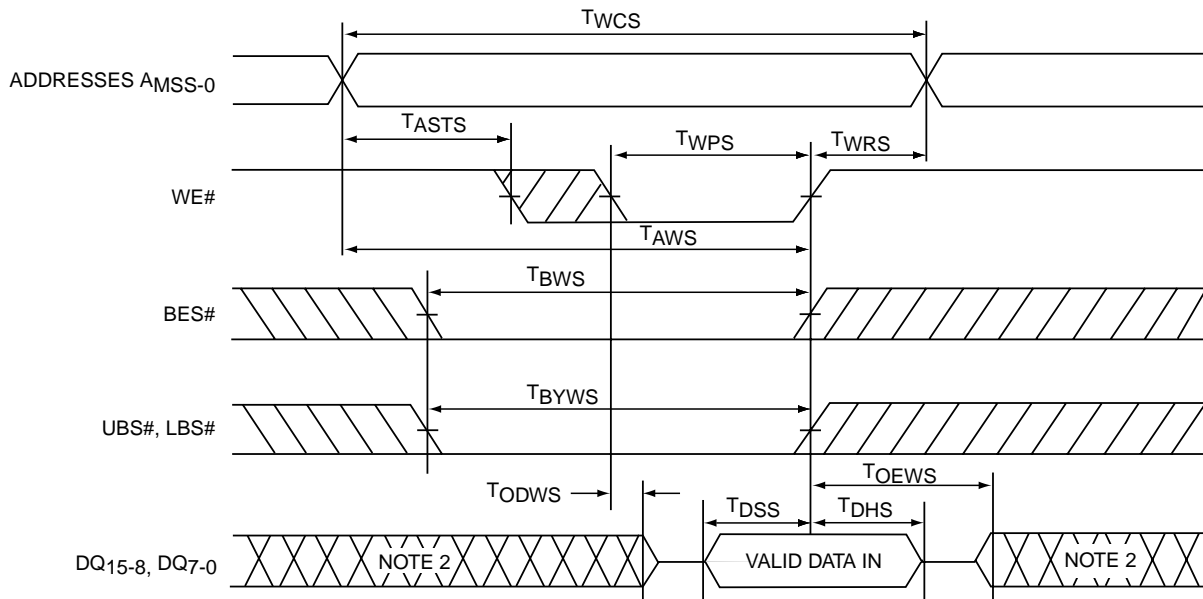 TWCS
ADDRESSES AMSS-0
TASTS
TWPS
TWRS
WE#
TAWS
TBWS
BES#
TBYWS
UBS#, LBS#
TOEWS
TODWS
TDSS
TDHS
DQ15-8, DQ7-0
NOTE 2
VALID DATA IN
NOTE 2